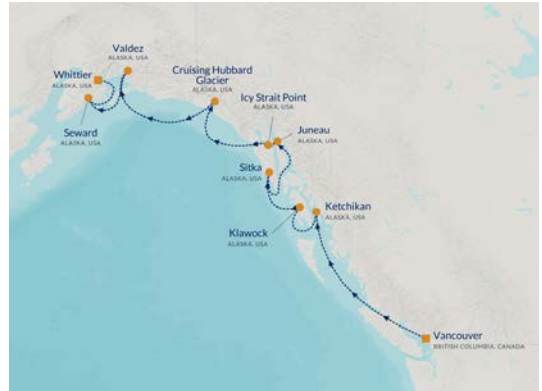 Valdez
ALASKA, USA
Whittier
ALASKA, USA
Cruising Hubbard
Glacier
ALASKA, USA
Icy Strait Point
ALASKA, USA
Juneau
ALASKA, USA
Seward
ALASKA, USA
Sitka
ALASKA, USA
Ketchikan
ALASKA, USA
Klawock
ALASKA, USA
Vancouver
BRITISH COLUMBIA, CANADA